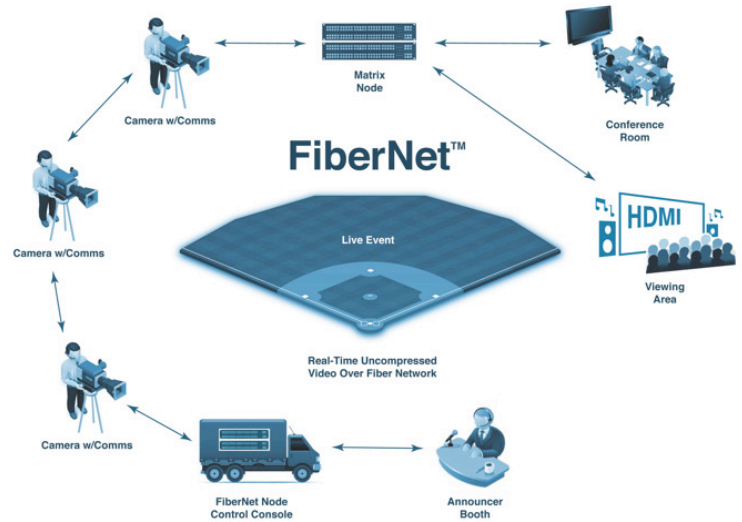 Camera w/Comms
Matrix
Node
Conference
Room
FiberNet™
Camera w/Comms
Live Event
HDMI
Viewing
Area
Real-Time Uncompressed
Video Over Fiber Network
Camera w/Comms
FiberNet Node
Control Console
Announcer
Booth